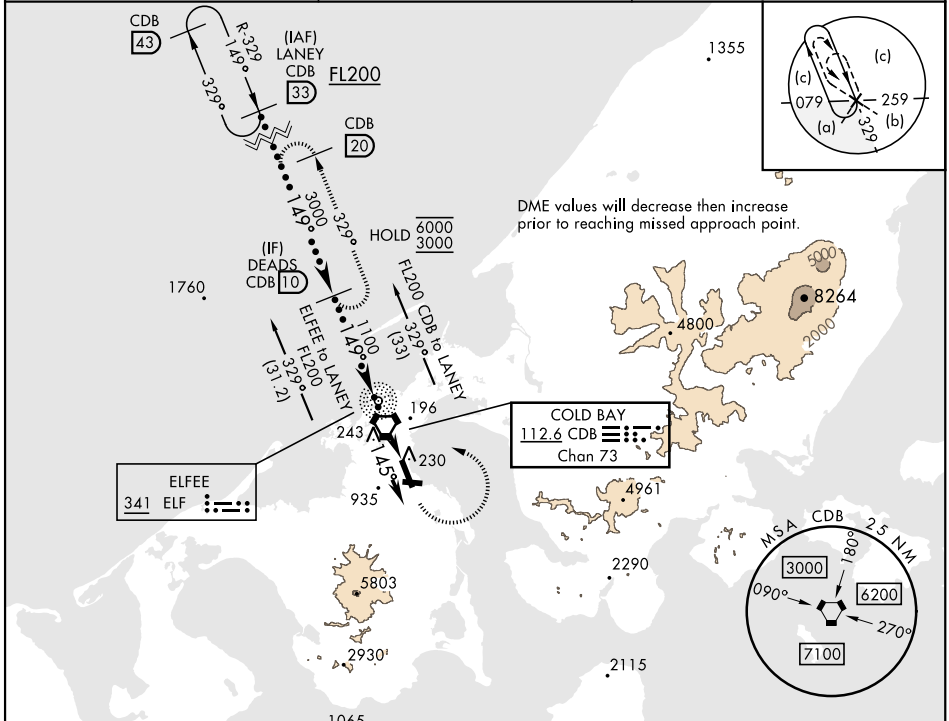 CDB
43
R-329
149°
329°
(IAF)
LANEY
CDB
33
FL200
CDB
20
1355
(c)
(c)
079
259
(a)
(b)
329
DME values will decrease then increase
prior to reaching missed approach point.
3000
149°
329°
HOLD
6000
3000
(IF)
DEADS
CDB 10
1760
ELFEE to LANEY
FL200
329°
(31.2)
1100
149°
FL200 CDB to LANEY
329°
(33)
5000
8264
4800
2000
196
243
145°
230
935
COLD BAY
112.6 CDB
Chan 73
ELFEE
341 ELF
4961
5803
2290
2930
2115
1065
MSA CDB 25 NM
180°
3000
090°
6200
270°
7100